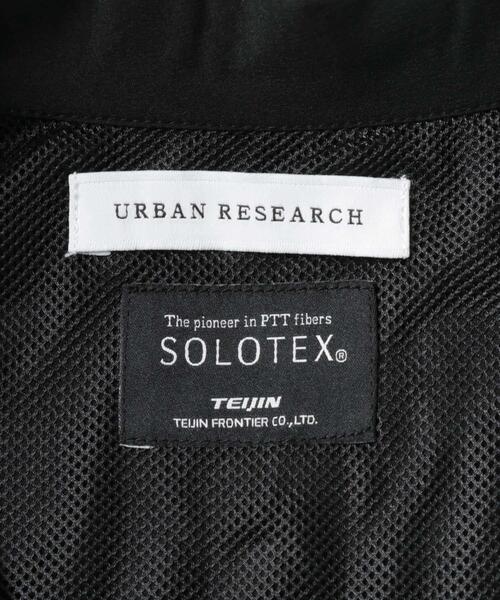 URBAN RESEARCH
The pioneer in PTT fibers
SOLOTEX®
TEIJIN
TEIJIN FRONTIER CO.,LTD.